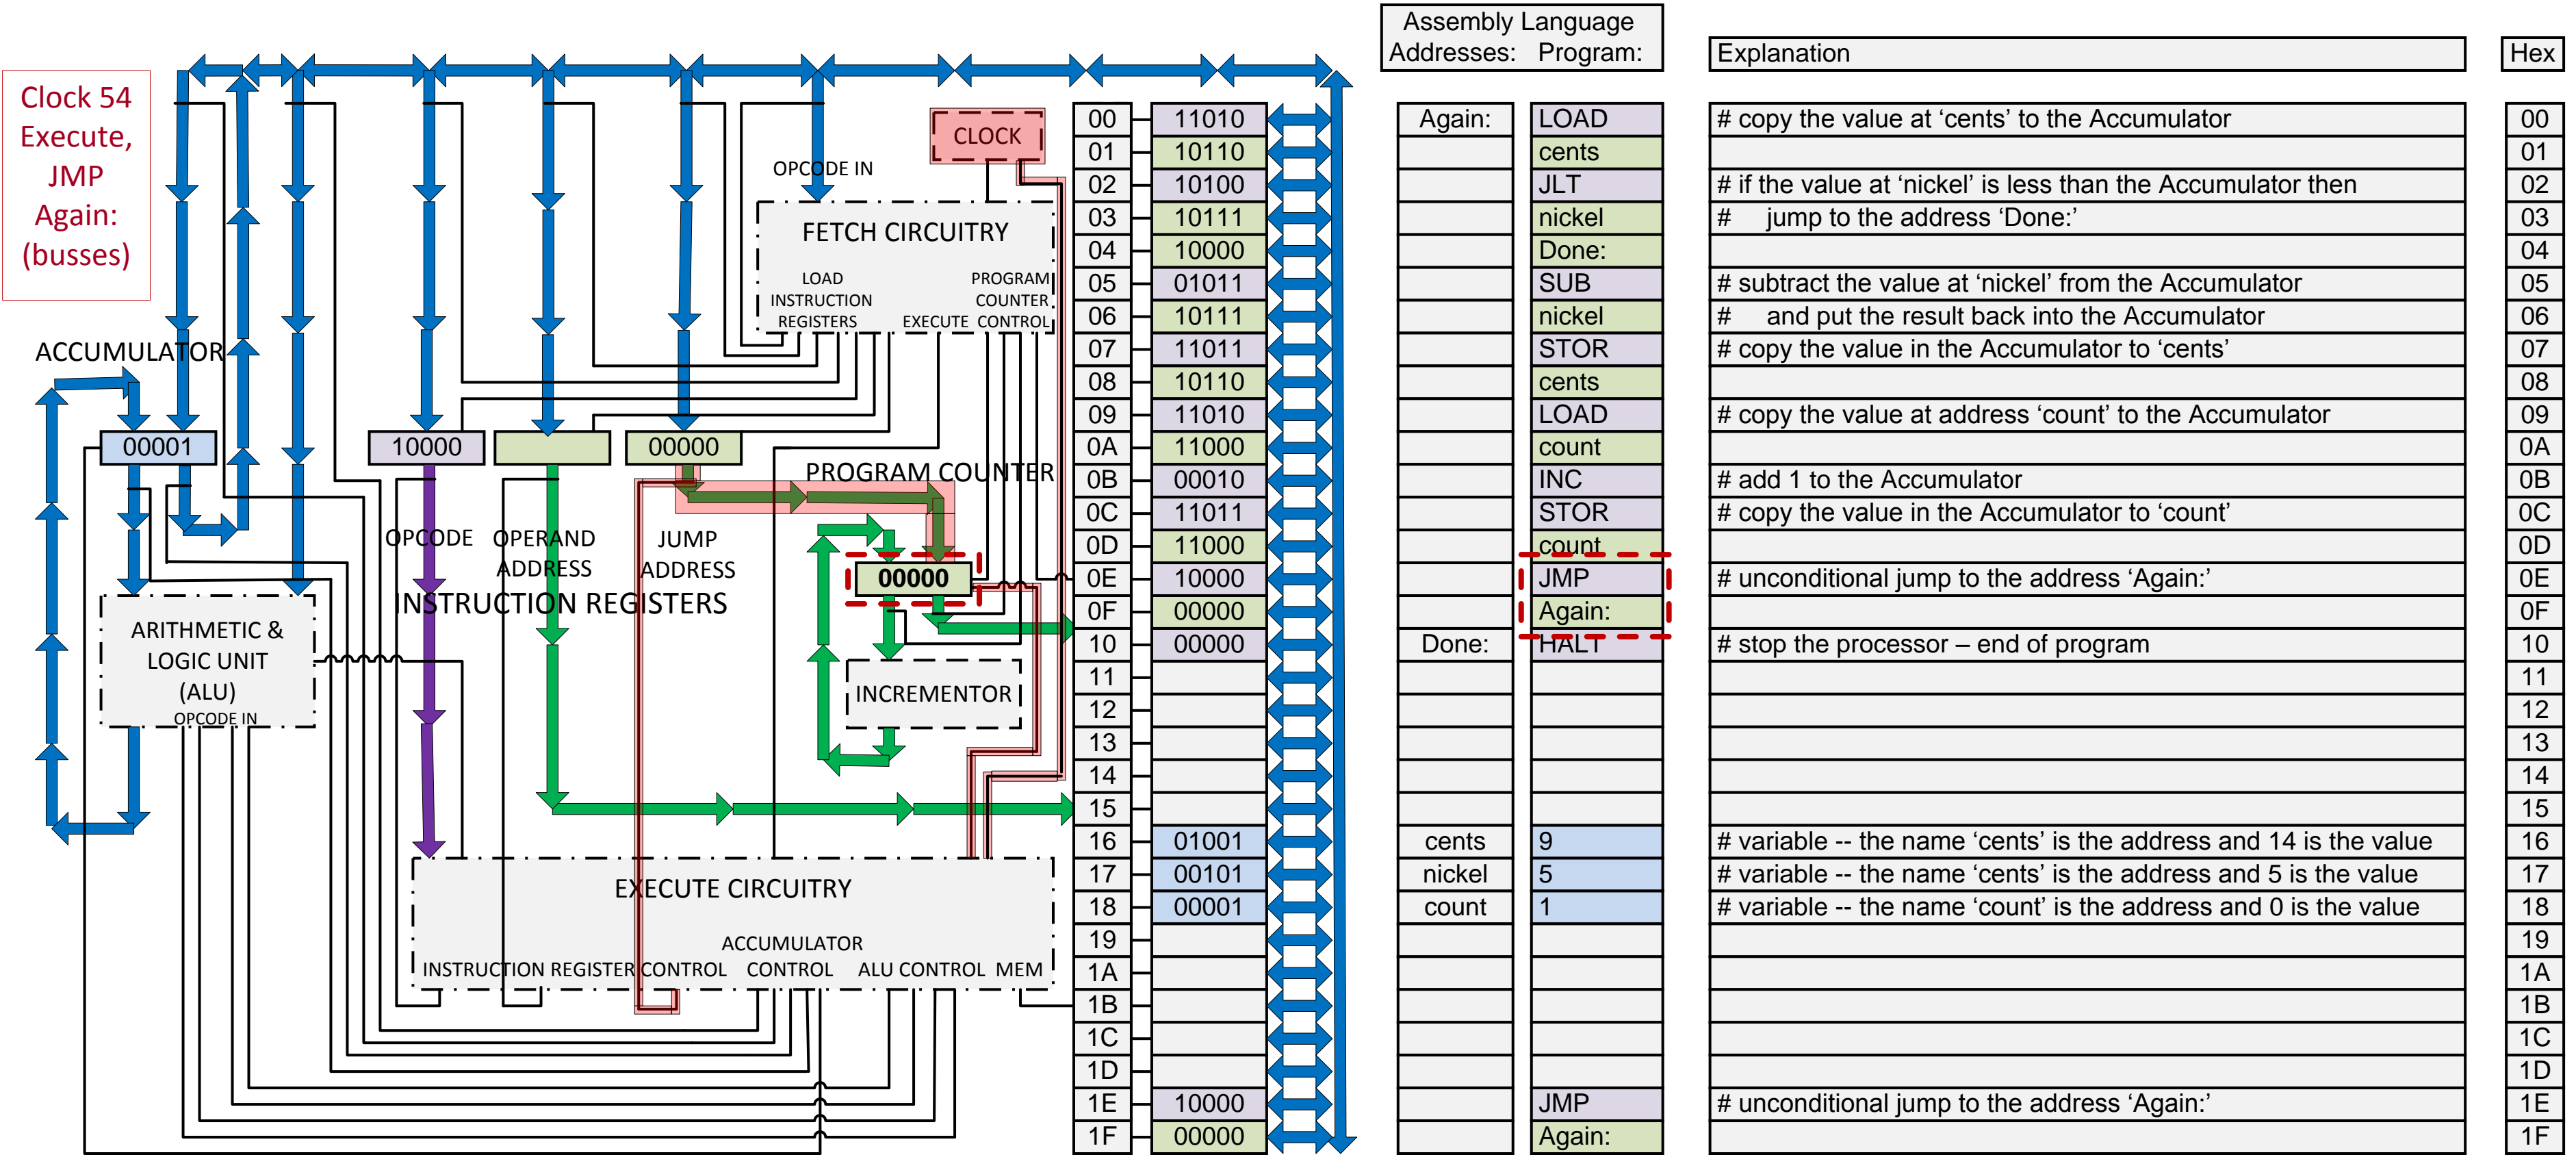 Assembly Language
Addresses: Program:
Explanation
Hex
Clock 54
Execute,
JMP
Again:
(busses)
CLOCK
OPCODE IN
FETCH CIRCUITRY
LOAD
INSTRUCTION
REGISTERS
EXECUTE
PROGRAM
COUNTER
CONTROL
ACCUMULATOR
00001
10000
00000
PROGRAM COUNTER
OPCODE
OPERAND
ADDRESS
JUMP
ADDRESS
INSTRUCTION REGISTERS
00000
INCREMENTOR
ARITHMETIC &
LOGIC UNIT
(ALU)
OPCODE IN
EXECUTE CIRCUITRY
INSTRUCTION REGISTER CONTROL
ACCUMULATOR
CONTROL
ALU CONTROL
MEM
00 11010 Again: LOAD # copy the value at ‘cents’ to the Accumulator 00
01 10110 cents 01
02 10100 JLT # if the value at ‘nickel’ is less than the Accumulator then 02
03 10111 nickel # jump to the address ‘Done:’ 03
04 10000 Done: 04
05 01011 SUB # subtract the value at ‘nickel’ from the Accumulator 05
06 10111 nickel # and put the result back into the Accumulator 06
07 11011 STOR # copy the value in the Accumulator to ‘cents’ 07
08 10110 cents 08
09 11010 LOAD # copy the value at address ‘count’ to the Accumulator 09
0A 11000 count 0A
0B 00010 INC # add 1 to the Accumulator 0B
0C 11011 STOR # copy the value in the Accumulator to ‘count’ 0C
0D 11000 count 0D
0E 10000 JMP # unconditional jump to the address ‘Again:’ 0E
0F 00000 Again: 0F
10 00000 Done: HALT # stop the processor – end of program 10
11 11
12 12
13 13
14 14
15 15
16 01001 cents 9 # variable -- the name ‘cents’ is the address and 14 is the value 16
17 00101 nickel 5 # variable -- the name ‘cents’ is the address and 5 is the value 17
18 00001 count 1 # variable -- the name ‘count’ is the address and 0 is the value 18
19 19
1A 1A
1B 1B
1C 1C
1D 1D
1E 10000 JMP # unconditional jump to the address ‘Again:’ 1E
1F 00000 Again: 1F